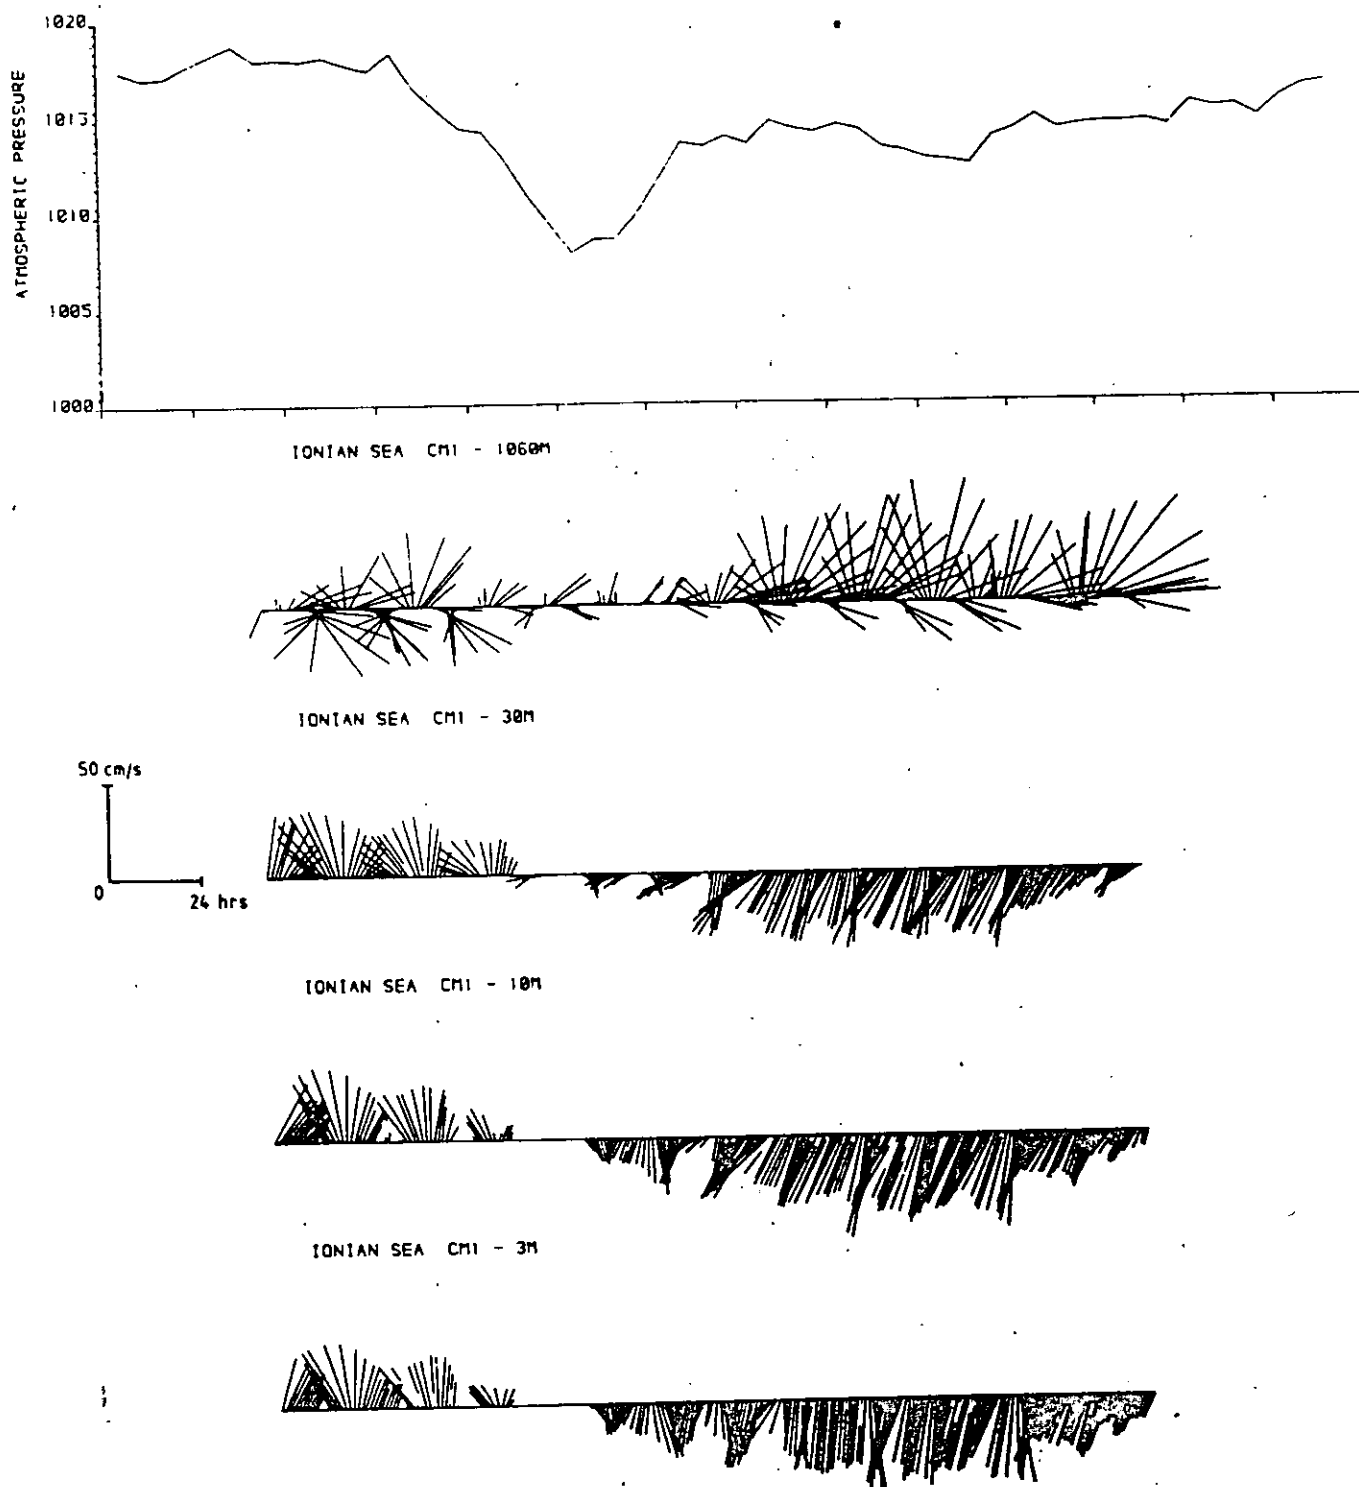 1020
1015
1010
1005
1000
ATMOSPHERIC PRESSURE
IONIAN SEA CM1 - 1060M
IONIAN SEA CM1 - 30M
50 cm/s
0
24 hrs
IONIAN SEA CM1 - 10M
IONIAN SEA CM1 - 3M